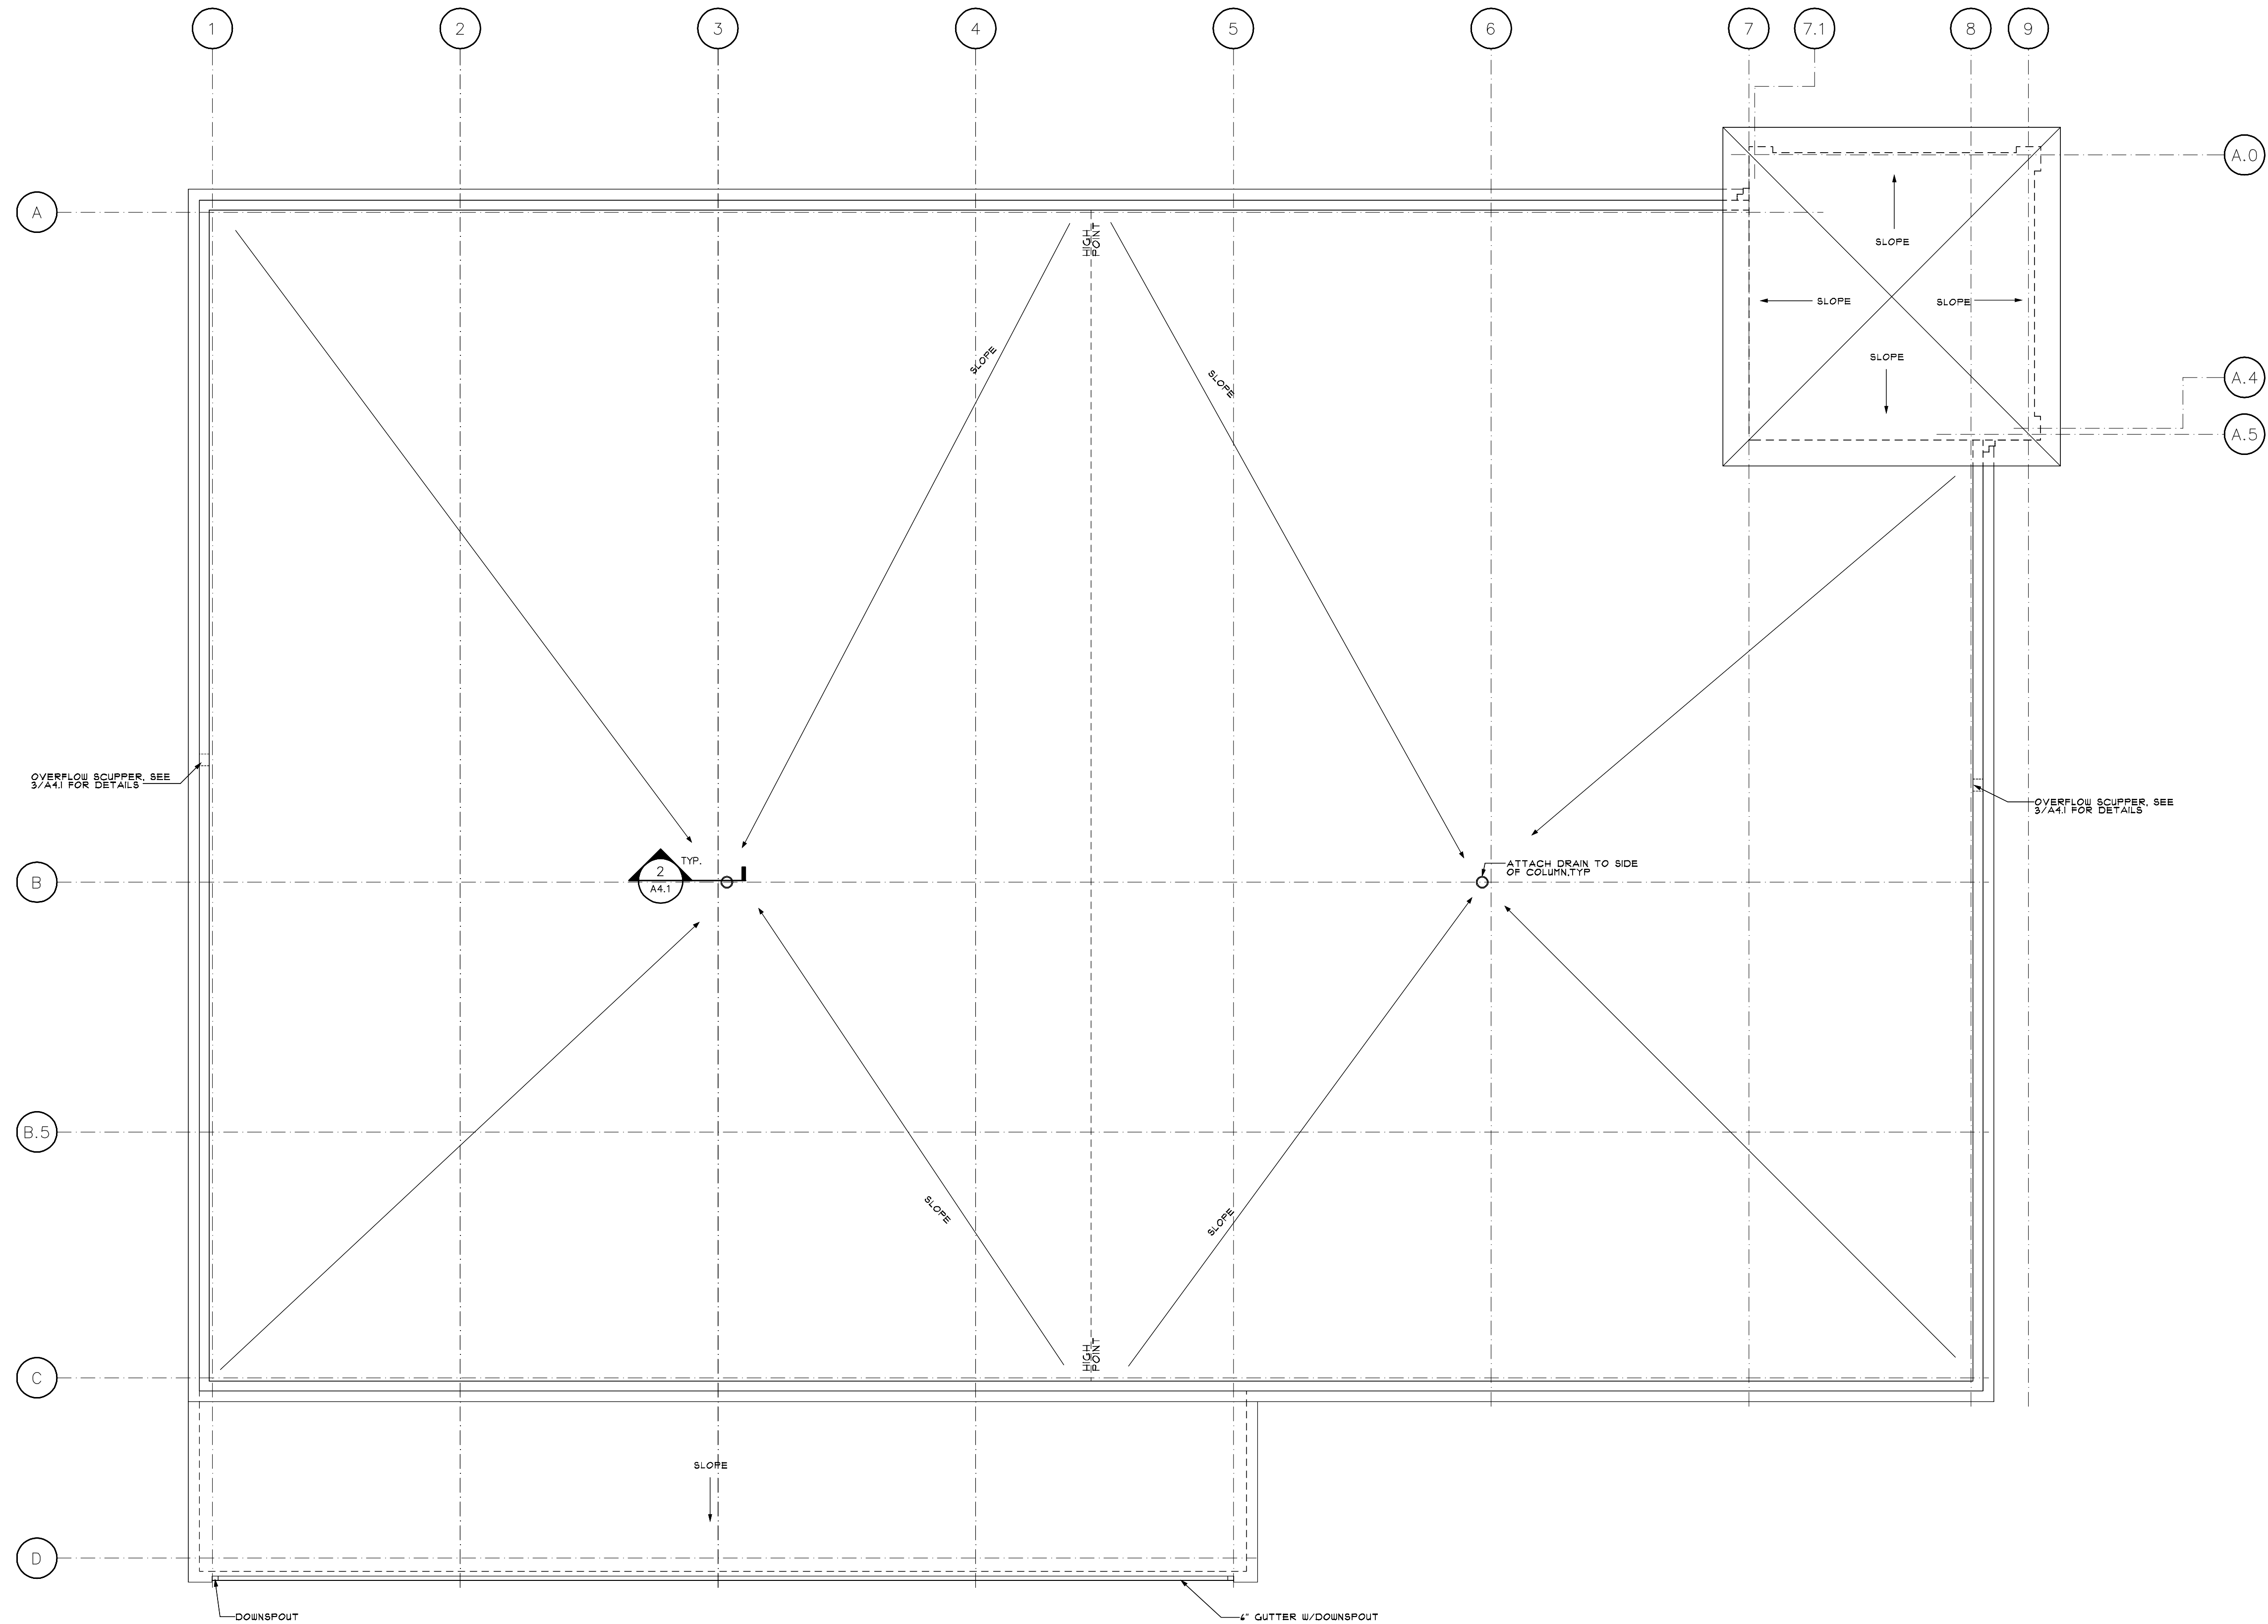 1
2
3
4
5
6
7
7.1
8
9
A.0
A
HIGH
POINT
SLOPE
SLOPE
SLOPE
SLOPE
SLOPE
SLOPE
A.4
A.5
OVERFLOW SCUPPER, SEE
3/A4.1 FOR DETAILS
OVERFLOW SCUPPER, SEE
3/A4.1 FOR DETAILS
B
2
A4.1
TYP.
ATTACH DRAIN TO SIDE
OF COLUMN,TYP
B.5
SLOPE
SLOPE
HIGH
POINT
C
SLOPE
D
DOWNSPOUT
6" GUTTER W/DOWNSPOUT